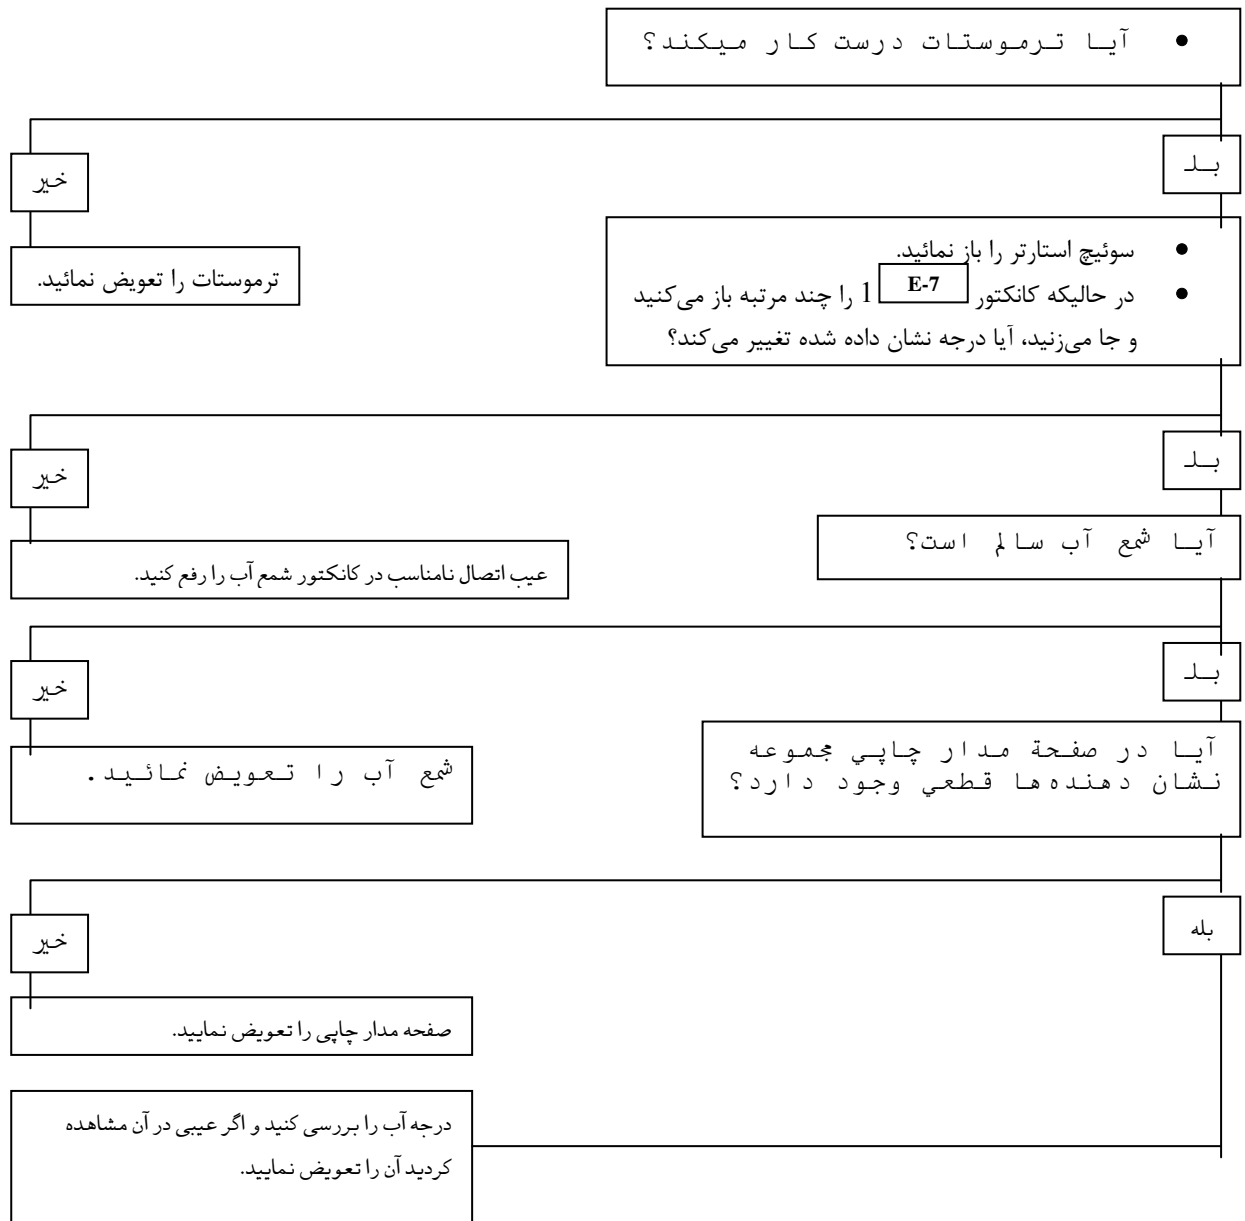 • آیا ترموستات درست کار میکند؟
بلـ
خیر
• سوئیچ استارتر را باز نمائید.
ترموستات را تعویض نمائید.
• در حالیکه کانکتور E-7 1 را چند مرتبه باز می‌کنید
و جا می‌زنید، آیا درجه نشان داده شده تغییر می‌کند؟
بلـ
خیر
آیا شمع آب سالم است؟
عیب اتصال نامناسب در کانکتور شمع آب را رفع کنید.
بلـ
خیر
آیا در صفحة مدار چاپي مجموعه
نشان دهنده‌ها قطعي وجود دارد؟
شمع آب را تعویض نمائید.
بله
خیر
صفحه مدار چاپی را تعویض نمایید.
درجه آب را بررسی کنید و اگر عیبی در آن مشاهده
کردید آن را تعویض نمایید.